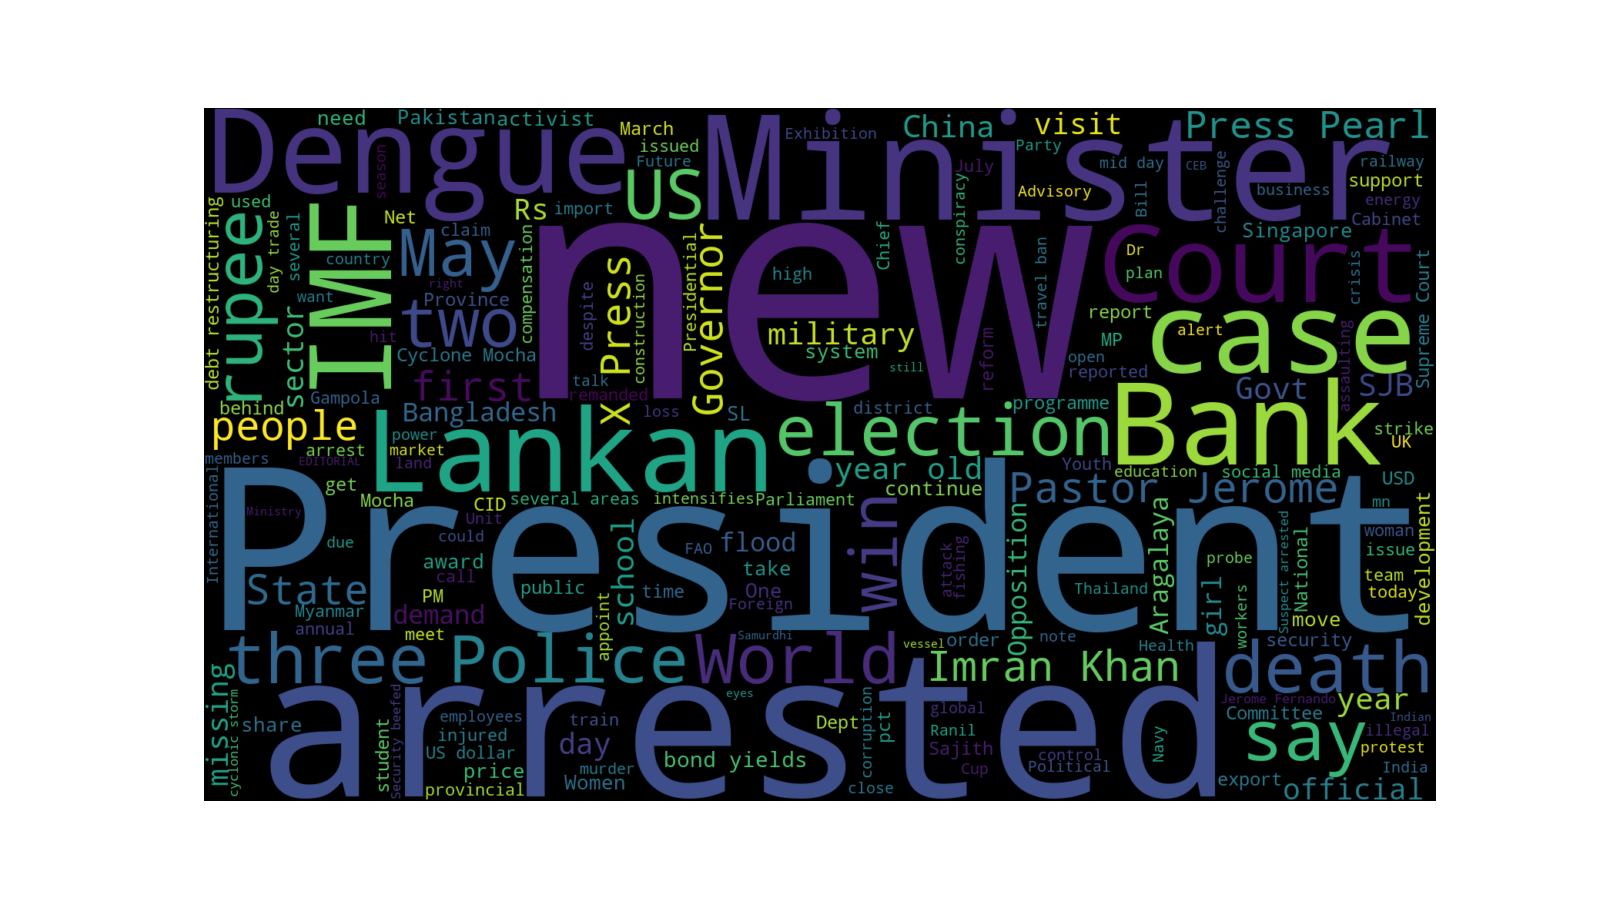 Dengue
Minister
new
President
arrested
need
Pakistan
activist
March
issued
Future
Exhibition
China
visit
Press Pearl
Party
mid day
CEB
railway
July
Advisory
Bill
challenge
business
support
energy
Cabinet
Singapore
season
US
Rs
import
Net
claim
used
several
debt restructuring
day trade
rupee
IMF
May
country
want
right
Province
two
hit
sector
Cyclone Mocha
compensation
despite
Press
X
construction
Presidential
Governor
high
Chief
conspiracy
military
system
still
reform
travel ban
Dr
plan
Court
crisis
Supreme Court
report
MP
alert
case
assaulting
open
reported
first
talk
remanded
Gampola
behind
Bangladesh
loss
SL
district
programme
Govt
SJB
people
arrest
power
market
land
Lankan
election
Bank
strike
UK
members
EDITORIAL
year old
Youth
education
social media
USD
International
get
Mocha
CID
several areas
intensifies
Parliament
continue
Pastor Jerome
mn
Ministry
Unit
could
due
FAO
flood
win
Opposition
Aragalaya
woman
issue
development
award
call
school
take
attack
fishing
probe
girl
Suspect arrested
National
team
today
State
PM
public
time
One
Foreign
Thailand
workers
move
Myanmar
annual
demand
meet
appoint
Samurdhi
vessel
order
note
Health
security
three
Police
World
Imran Khan
death
missing
cyclonic storm
eyes
Jerome Fernando
year
share
student
Security beefed
employees
injured
train
Dept
corruption
pct
global
Ranil
Committee
illegal
Indian
US dollar
day
Sajith
control
Navy
say
protest
price
bond yields
Cup
Political
India
provincial
murder
Women
close
export
official